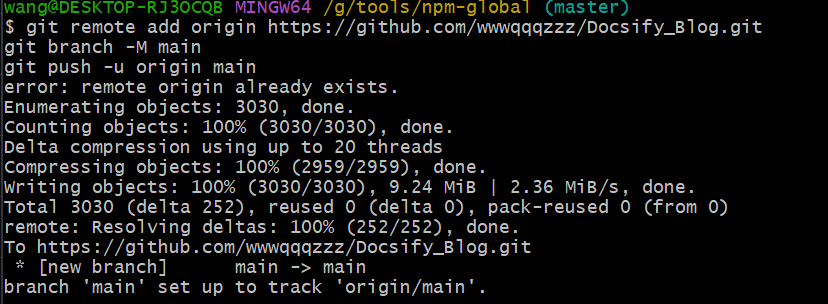 wang@DESKTOP-RJ3OCQB MINGW64 /g/tools/npm-global (master)
$ git remote add origin https://github.com/wwwqqqzzz/Docsify_Blog.git
git branch -M main
git push -u origin main
error: remote origin already exists.
Enumerating objects: 3030, done.
Counting objects: 100% (3030/3030), done.
Delta compression using up to 20 threads
Compressing objects: 100% (2959/2959), done.
Writing objects: 100% (3030/3030), 9.24 MiB | 2.36 MiB/s, done.
Total 3030 (delta 252), reused 0 (delta 0), pack-reused 0 (from 0)
remote: Resolving deltas: 100% (252/252), done.
To https://github.com/wwwqqqzzz/Docsify_Blog.git
 * [new branch]      main -> main
branch 'main' set up to track 'origin/main'.